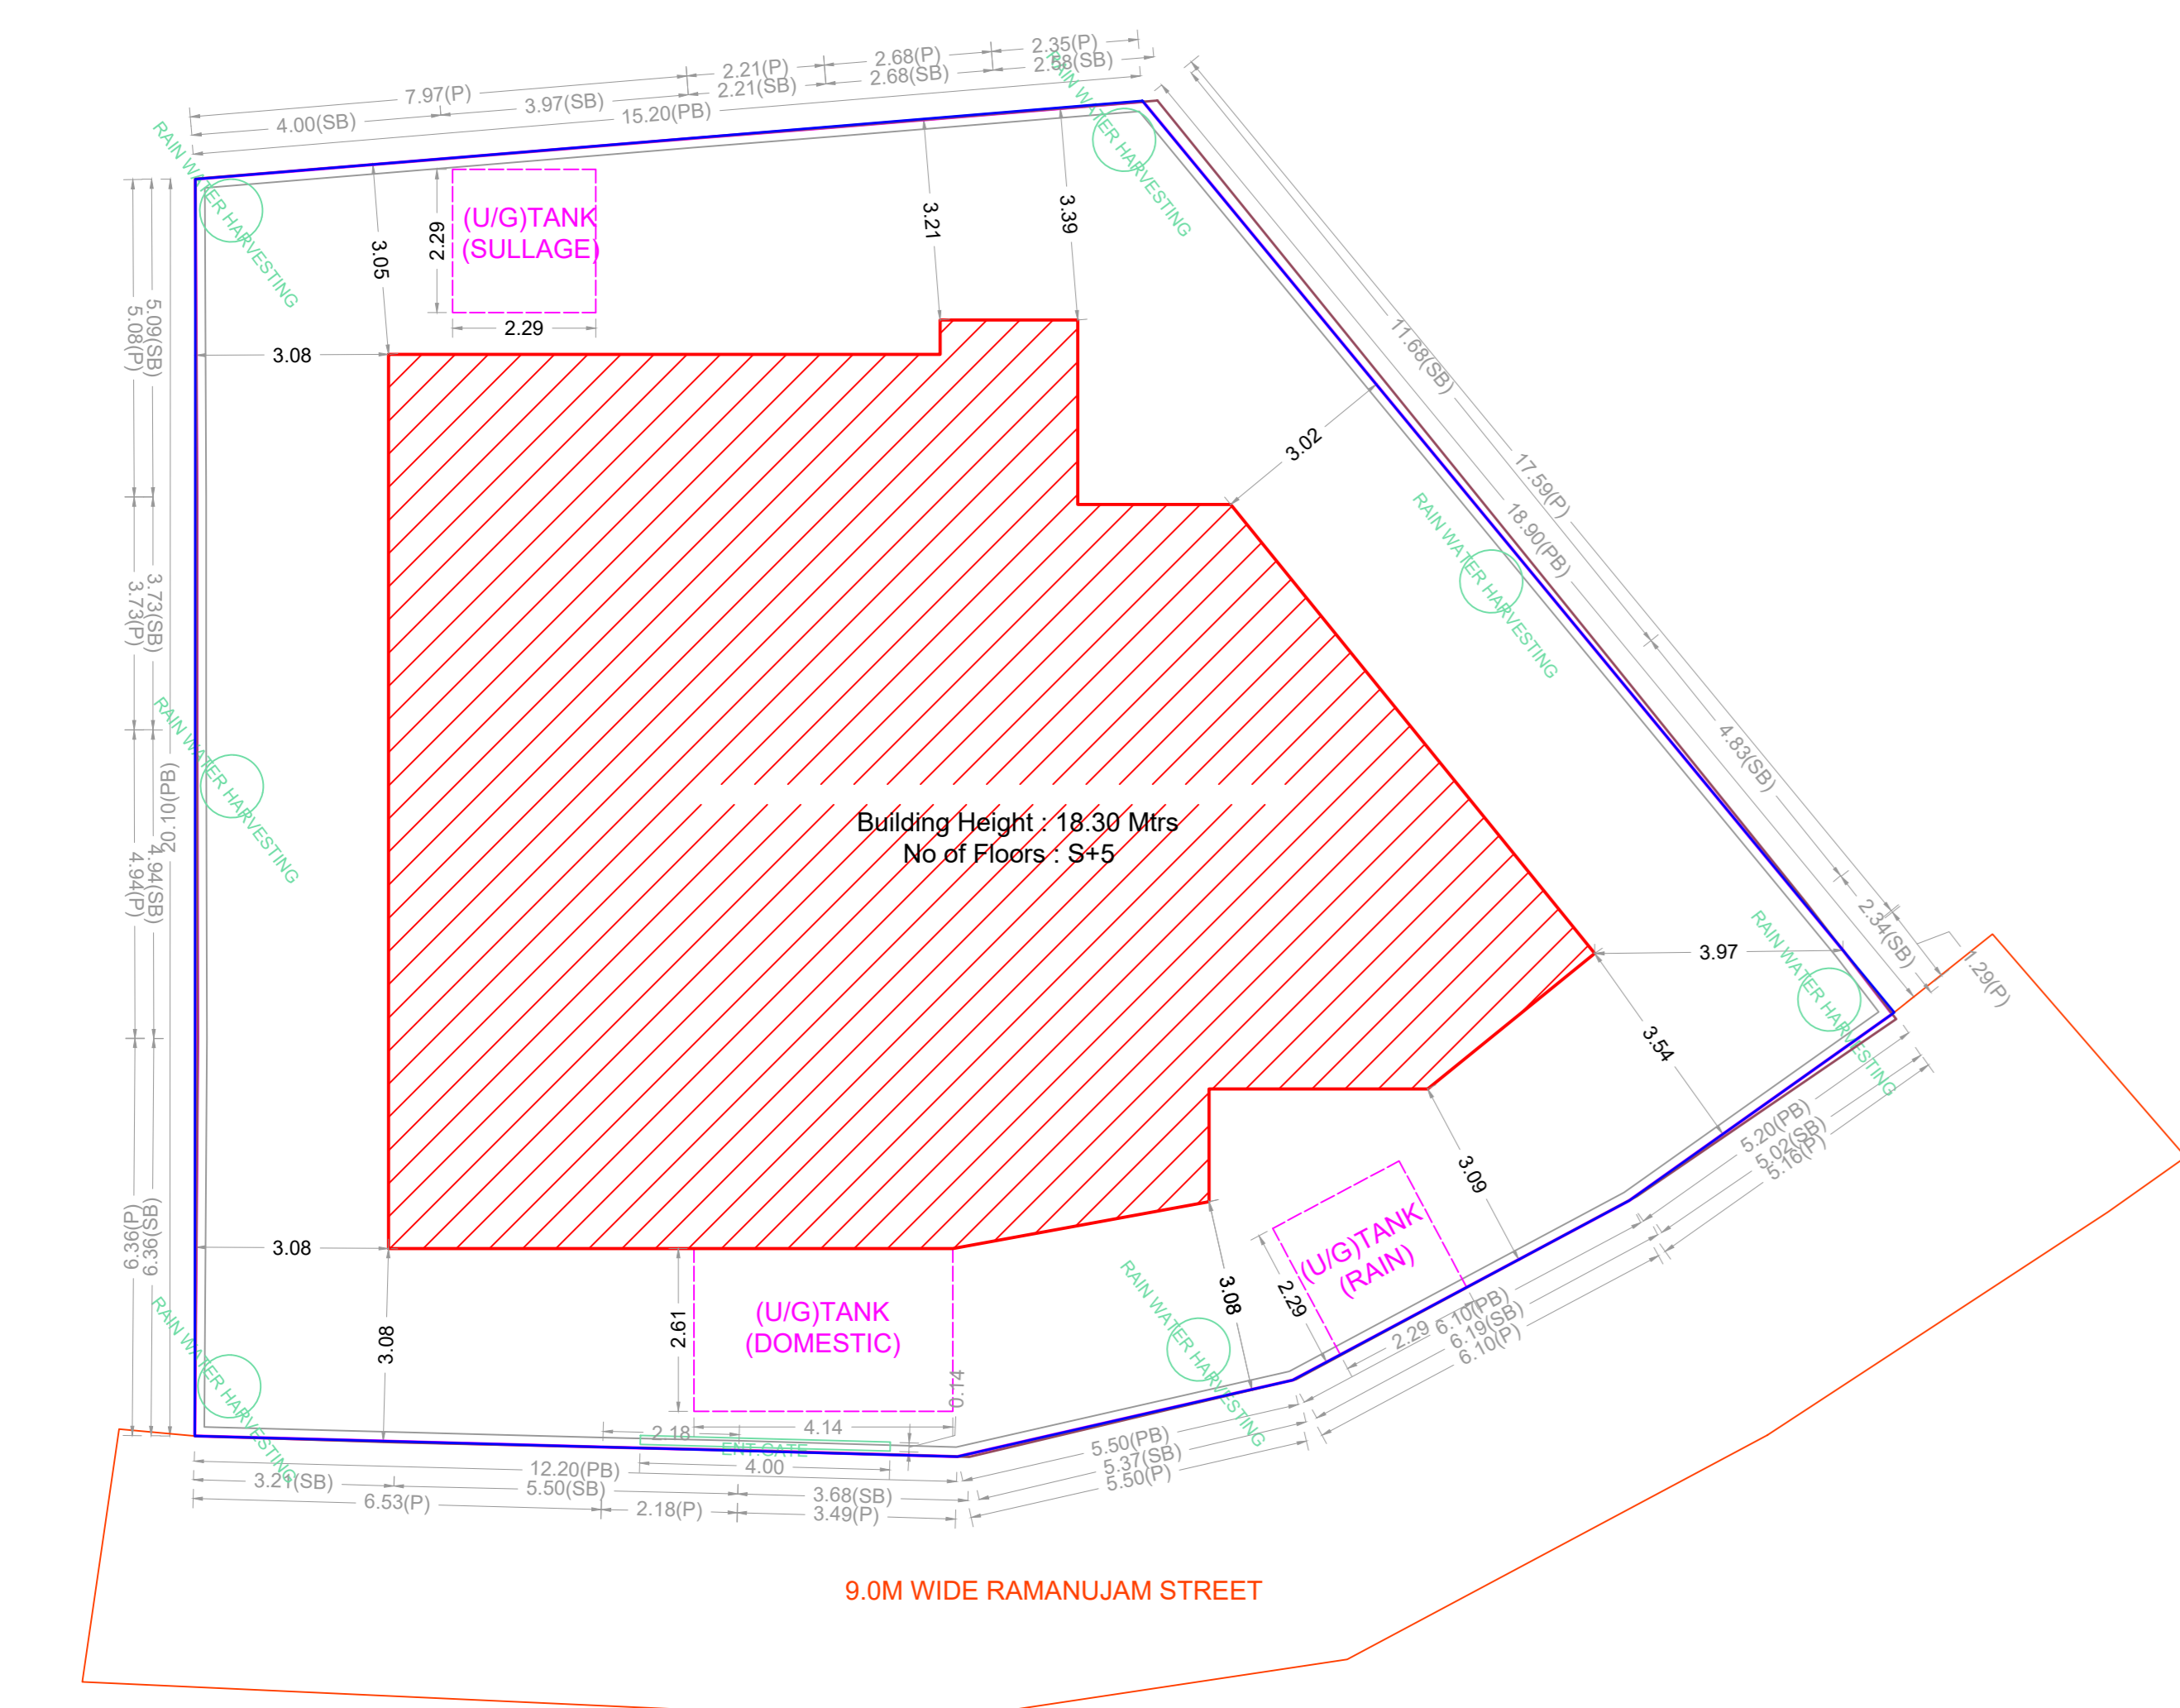 2.35(P)
2.68(P)
2.21(P)
7.97(P)
2.58(SB)
2.68(SB)
2.21(SB)
3.97(SB)
4.00(SB)
15.20(PB)
RAIN WATER HARVESTING
RAIN WATER HARVESTING
(U/G)TANK
(SULLAGE)
2.29
2.29
3.05
3.21
3.39
3.08
5.09(SB)
5.08(P)
11.68(SB)
17.59(P)
18.90(PB)
3.02
RAIN WATER HARVESTING
3.73(SB)
3.73(P)
20.10(PB)
RAIN WATER HARVESTING
4.94(SB)
4.94(P)
4.83(SB)
Building Height : 18.30 Mtrs
No of Floors : S+5
2.34(SB)
1.29(P)
3.97
RAIN WATER HARVESTING
3.54
5.20(PB)
5.02(SB)
5.16(P)
3.09
6.36(P)
6.36(SB)
3.08
3.08
(U/G)TANK
(RAIN)
2.29
2.29
6.10(PB)
6.19(SB)
6.10(P)
3.08
RAIN WATER HARVESTING
2.61
(U/G)TANK
(DOMESTIC)
0.14
4.14
2.18
ENT.GATE
4.00
RAIN WATER HARVESTING
12.20(PB)
3.21(SB)
5.50(SB)
3.68(SB)
6.53(P)
2.18(P)
3.49(P)
5.50(PB)
5.37(SB)
5.50(P)
9.0M WIDE RAMANUJAM STREET